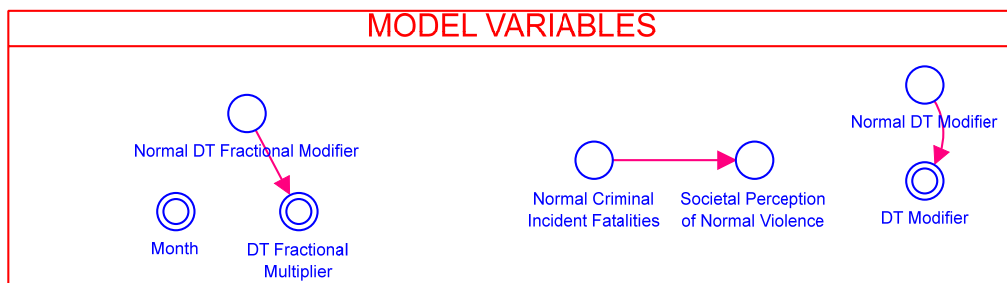 MODEL VARIABLES
Normal DT Fractional Modifier
Month
DT Fractional
Multiplier
Normal Criminal
Incident Fatalities
Societal Perception
of Normal Violence
Normal DT Modifier
DT Modifier